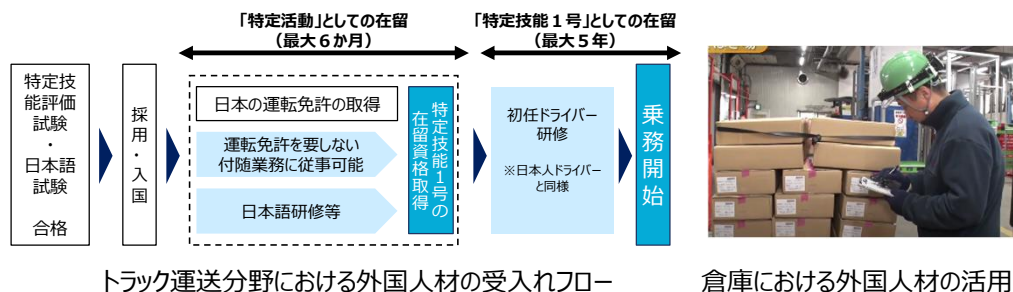 「特定活動」としての在留
（最大６か月）
「特定技能１号」としての在留
（最大５年）
特定技
能評価
試験
・
日本語
試験
合格
採用・入国
日本の運転免許の取得
運転免許を要しない
付随業務に従事可能
日本語研修等
特定技能1号の
在留資格取得
初任ドライバー
研修
※日本人ドライバー
と同様
乗務開始
トラック運送分野における外国人材の受入れフロー
倉庫における外国人材の活用